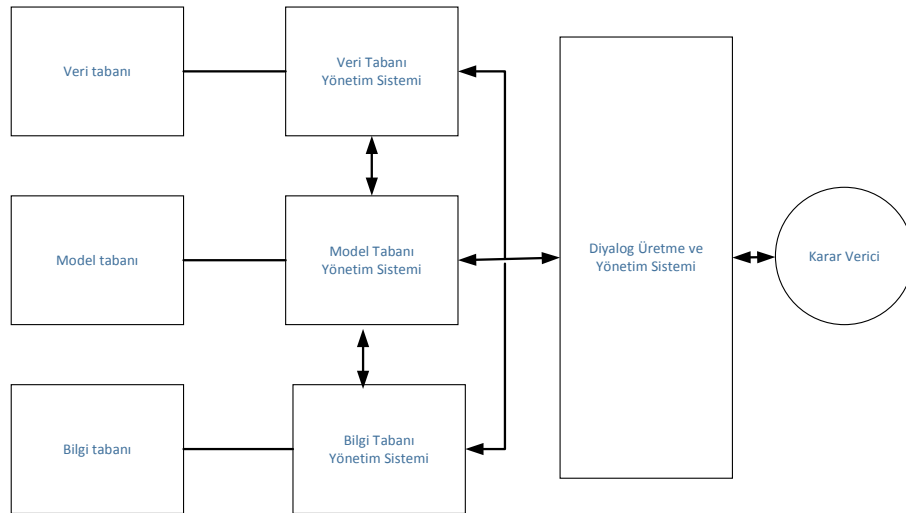 Veri tabanı
Veri Tabanı
Yönetim Sistemi
Model tabanı
Model Tabanı
Yönetim Sistemi
Diyalog Üretme ve
Yönetim Sistemi
Karar Verici
Bilgi tabanı
Bilgi Tabanı
Yönetim Sistemi